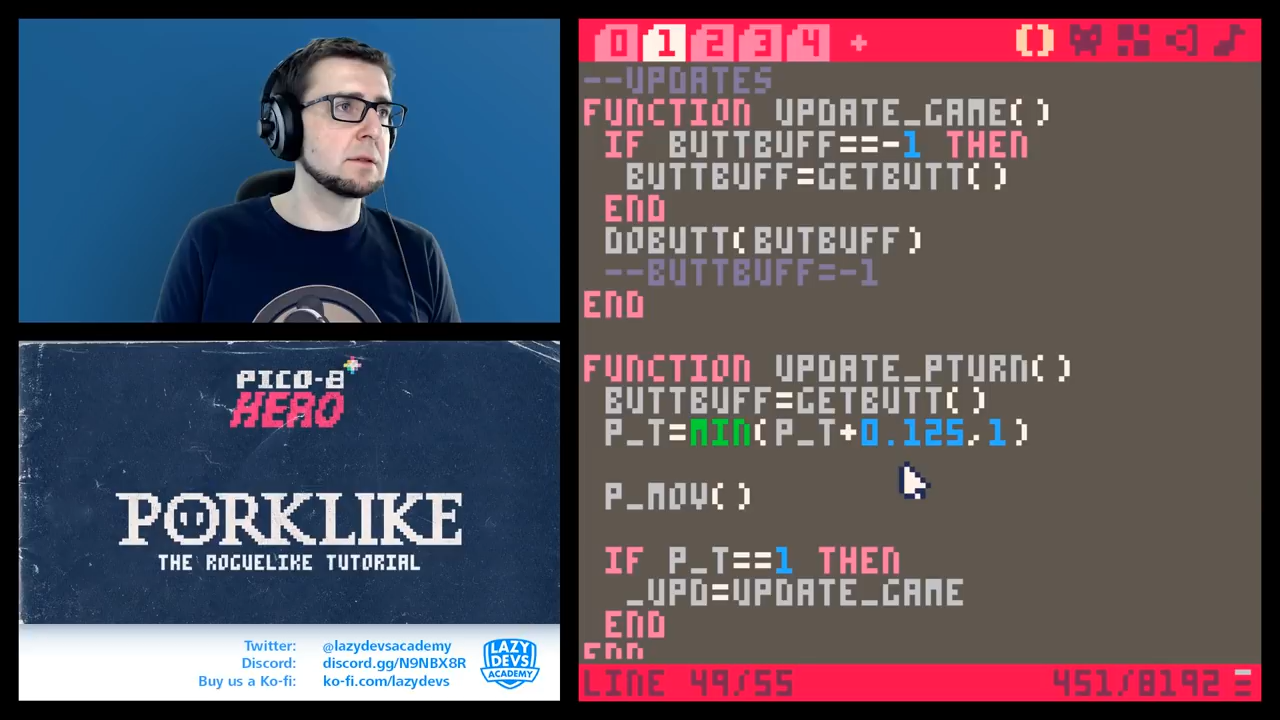 0 1 2 3 4 +
--UPDATES
FUNCTION UPDATE_GAME()
IF BUTTBUFF==-1 THEN
BUTTBUFF=GETBUTT()
END
DOBUTT(BUTBUFF)
--BUTTBUFF=-1
END
FUNCTION UPDATE_PTURN()
BUTTBUFF=GETBUTT()
P_T=MIN(P_T+0.125,1)
P_MOV()
IF P_T==1 THEN
_UPD=UPDATE_GAME
END
END
LINE 49/55
451/8192
PICO-8
HERO
PORKLIKE
THE ROGUELIKE TUTORIAL
Twitter: @lazydevsacademy
Discord: discord.gg/N9NBX8R
Buy us a Ko-fi: ko-fi.com/lazydevs
LAZY
DEVS
ACADEMY